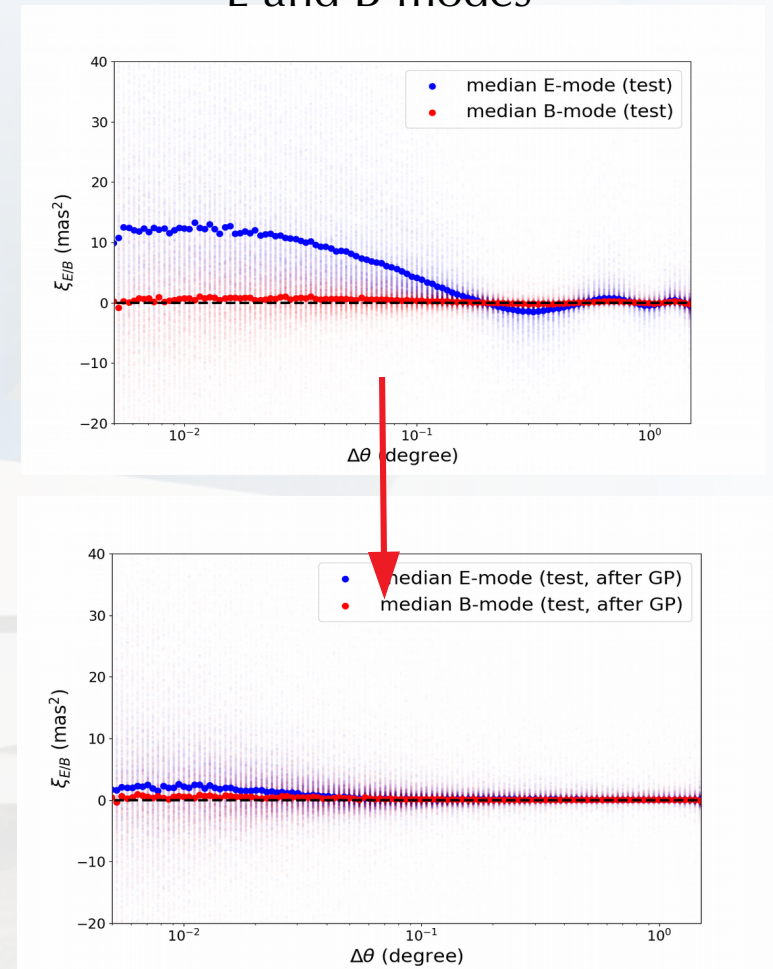 E and B modes
40
30
20
10
0
−10
−20
ξE/B (mas²)
median E-mode (test)
median B-mode (test)
10⁻² 10⁻¹ 10⁰
Δθ (degree)
40
30
20
10
0
−10
−20
ξE/B (mas²)
median E-mode (test, after GP)
median B-mode (test, after GP)
10⁻² 10⁻¹ 10⁰
Δθ (degree)